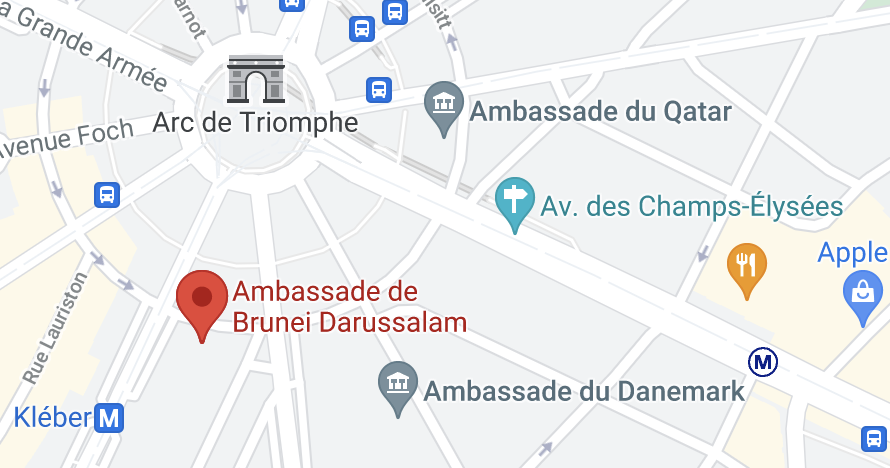 Grande Armée
Arc de Triomphe
Avenue Foch
Ambassade du Qatar
Av. des Champs-Élysées
Apple
Ambassade de
Brunei Darussalam
Rue Lauriston
Ambassade du Danemark
M
Kléber M